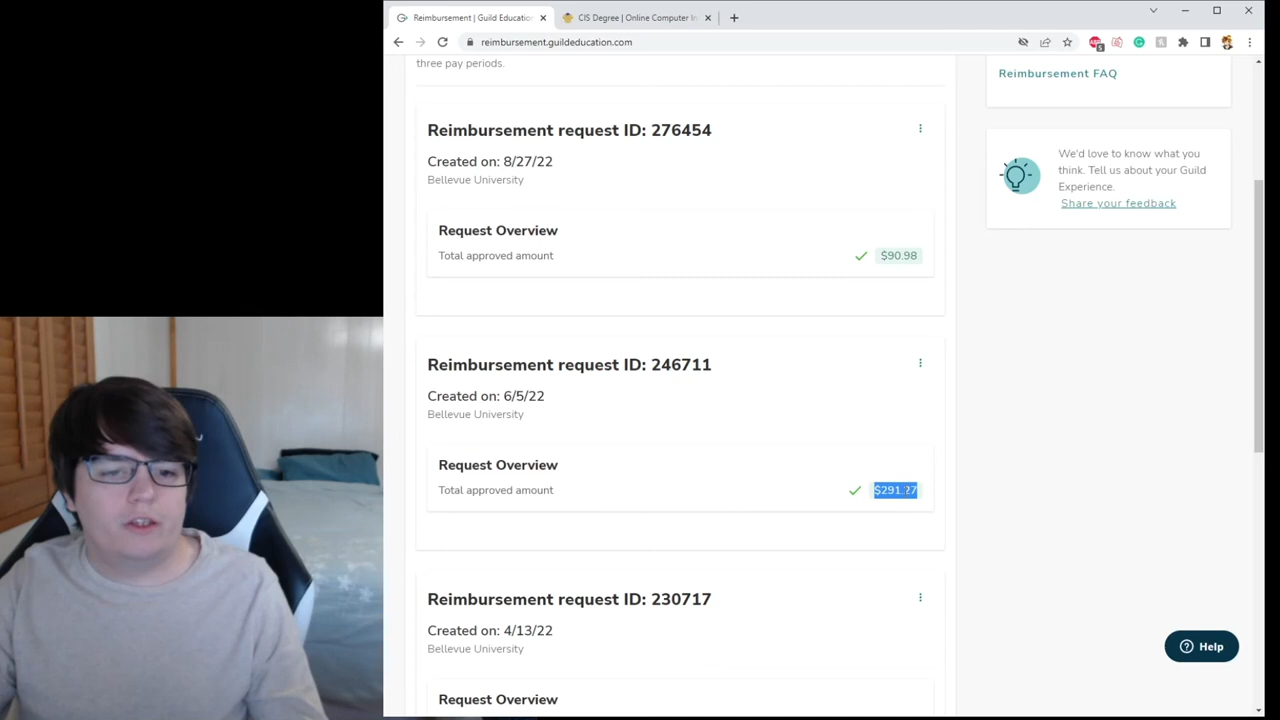 Reimbursement | Guild Education
CIS Degree | Online Computer In
reimbursement.guildeducation.com
5
three pay periods.
Reimbursement request ID: 276454
Created on: 8/27/22
Bellevue University
Request Overview
Total approved amount
$90.98
Reimbursement request ID: 246711
Created on: 6/5/22
Bellevue University
Request Overview
Total approved amount
$291.27
Reimbursement request ID: 230717
Created on: 4/13/22
Bellevue University
Request Overview
Reimbursement FAQ
We'd love to know what you
think. Tell us about your Guild
Experience.
Share your feedback
Help